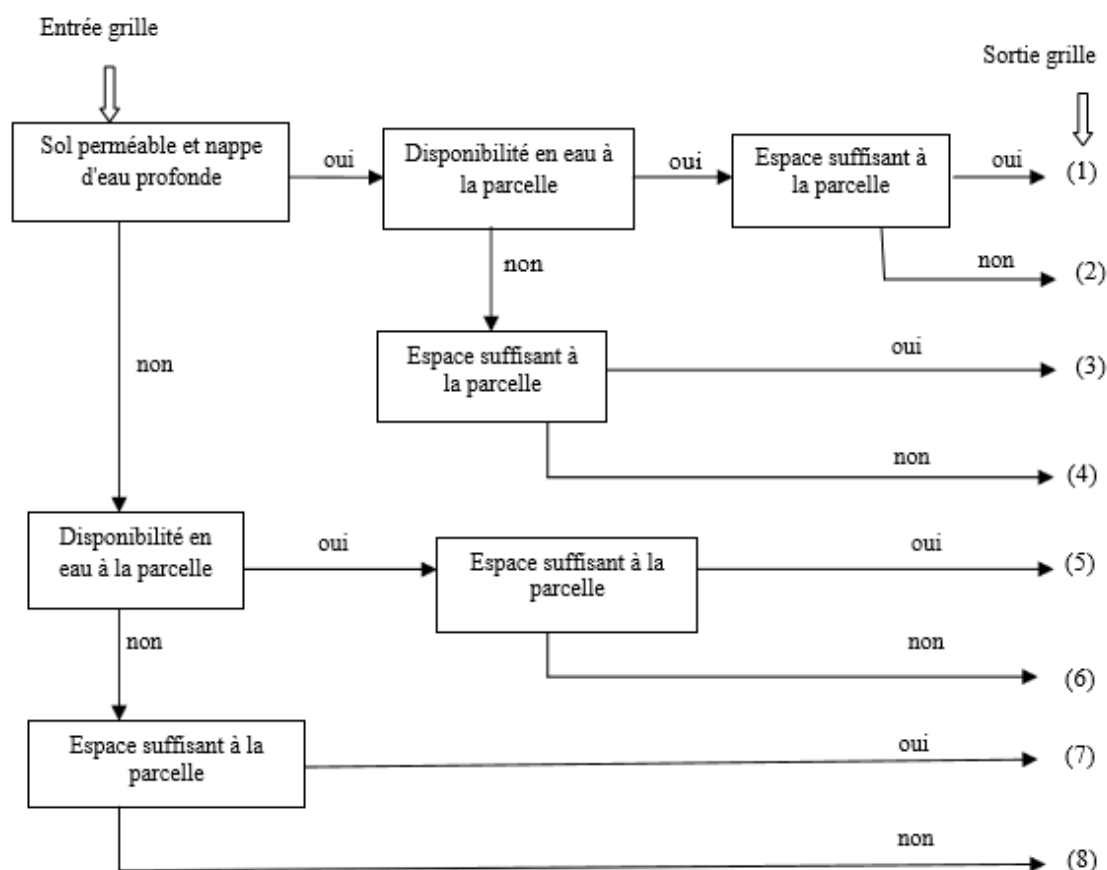 Entrée grille
Sortie grille
Sol perméable et nappe
d'eau profonde
oui
Disponibilité en eau à
la parcelle
oui
Espace suffisant à
la parcelle
oui
(1)
non
(2)
non
Espace suffisant à
la parcelle
oui
(3)
non
(4)
non
Disponibilité en
eau à la parcelle
oui
Espace suffisant à la
parcelle
oui
(5)
non
(6)
non
Espace suffisant à la
parcelle
oui
(7)
non
(8)